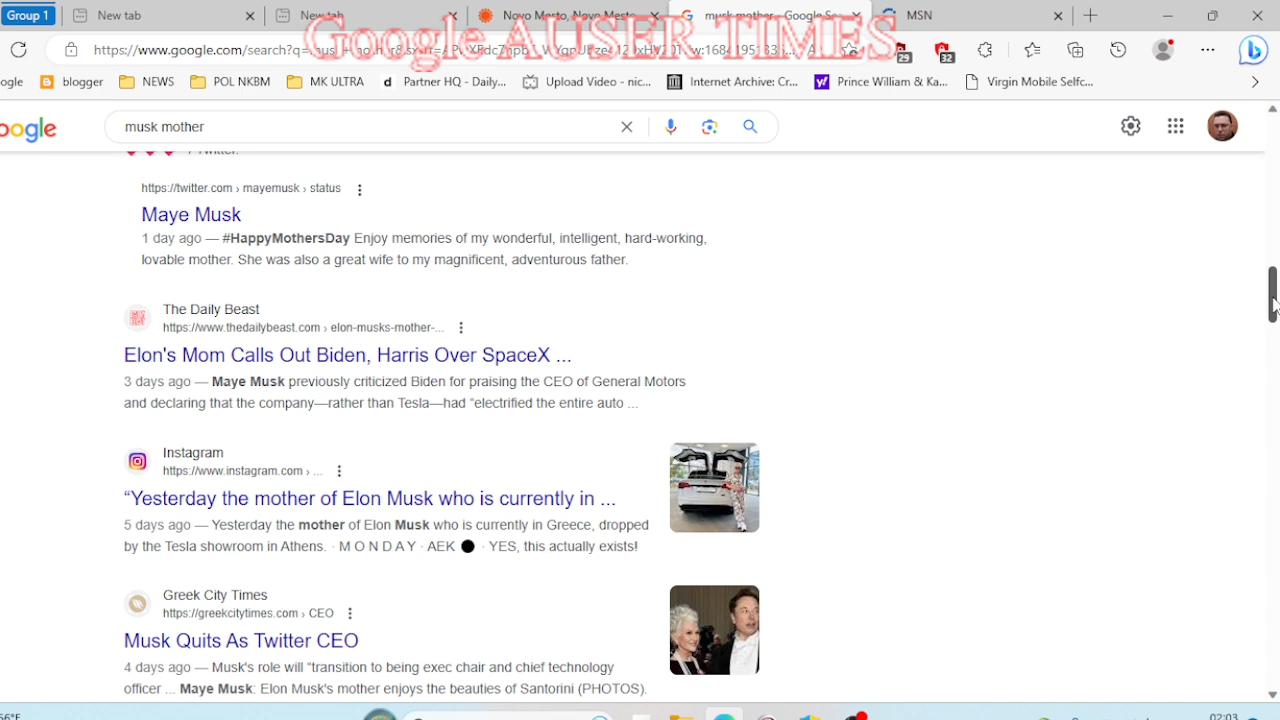 Group 1 New tab New tab Novo Mesto, Novo Mesto musk mother - Google Se MSN
Google AUSER TIMES
https://www.google.com/search?q=
29 32
ogle blogger NEWS POL NKBM MK ULTRA Partner HQ - Daily... Upload Video - nic... Internet Archive: Cr... Prince William & Ka... Virgin Mobile Selfc...
oogle musk mother
Twitter.
https://twitter.com › mayemusk › status
Maye Musk
1 day ago — #HappyMothersDay Enjoy memories of my wonderful, intelligent, hard-working,
lovable mother. She was also a great wife to my magnificent, adventurous father.
The Daily Beast
https://www.thedailybeast.com › elon-musks-mother-...
Elon's Mom Calls Out Biden, Harris Over SpaceX ...
3 days ago — Maye Musk previously criticized Biden for praising the CEO of General Motors
and declaring that the company—rather than Tesla—had “electrified the entire auto ...
Instagram
https://www.instagram.com › ...
“Yesterday the mother of Elon Musk who is currently in ...
5 days ago — Yesterday the mother of Elon Musk who is currently in Greece, dropped
by the Tesla showroom in Athens. · M O N D A Y · AEK ⚫ · YES, this actually exists!
Greek City Times
https://greekcitytimes.com › CEO
Musk Quits As Twitter CEO
4 days ago — Musk's role will “transition to being exec chair and chief technology
officer ... Maye Musk: Elon Musk's mother enjoys the beauties of Santorini (PHOTOS).
56°F 02:03